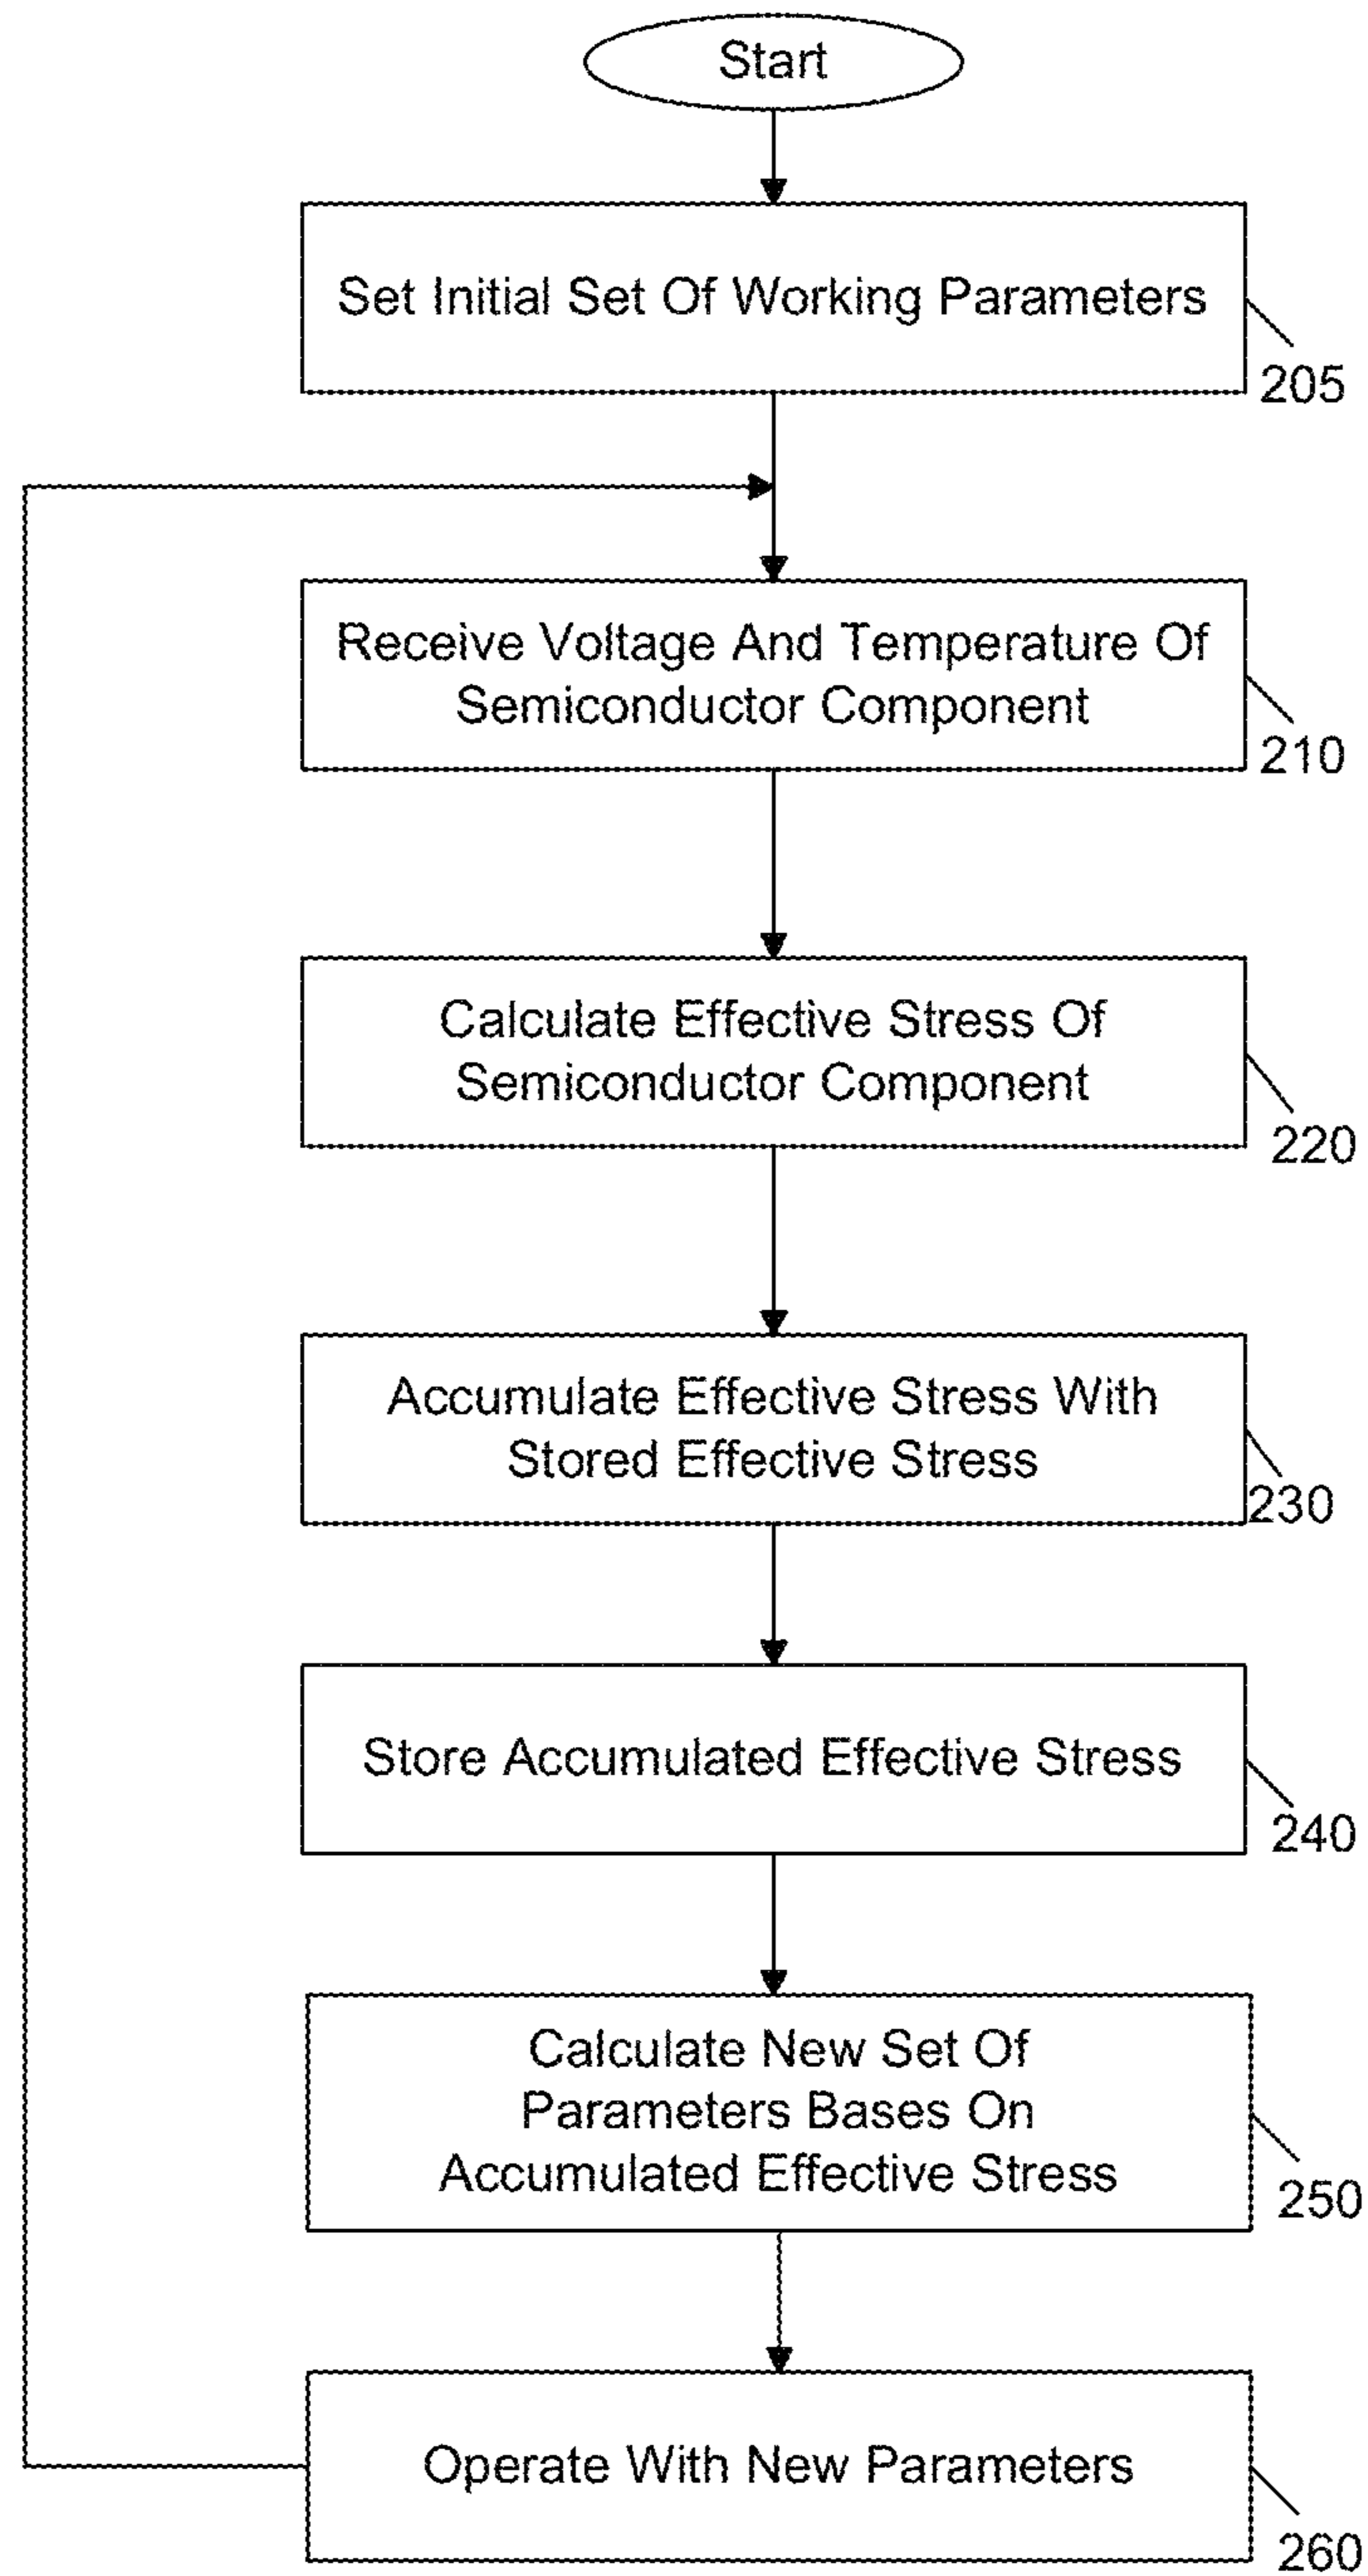 Start
Set Initial Set Of Working Parameters
205
Receive Voltage And Temperature Of
Semiconductor Component
210
Calculate Effective Stress Of
Semiconductor Component
220
Accumulate Effective Stress With
Stored Effective Stress
230
Store Accumulated Effective Stress
240
Calculate New Set Of
Parameters Bases On
Accumulated Effective Stress
250
Operate With New Parameters
260